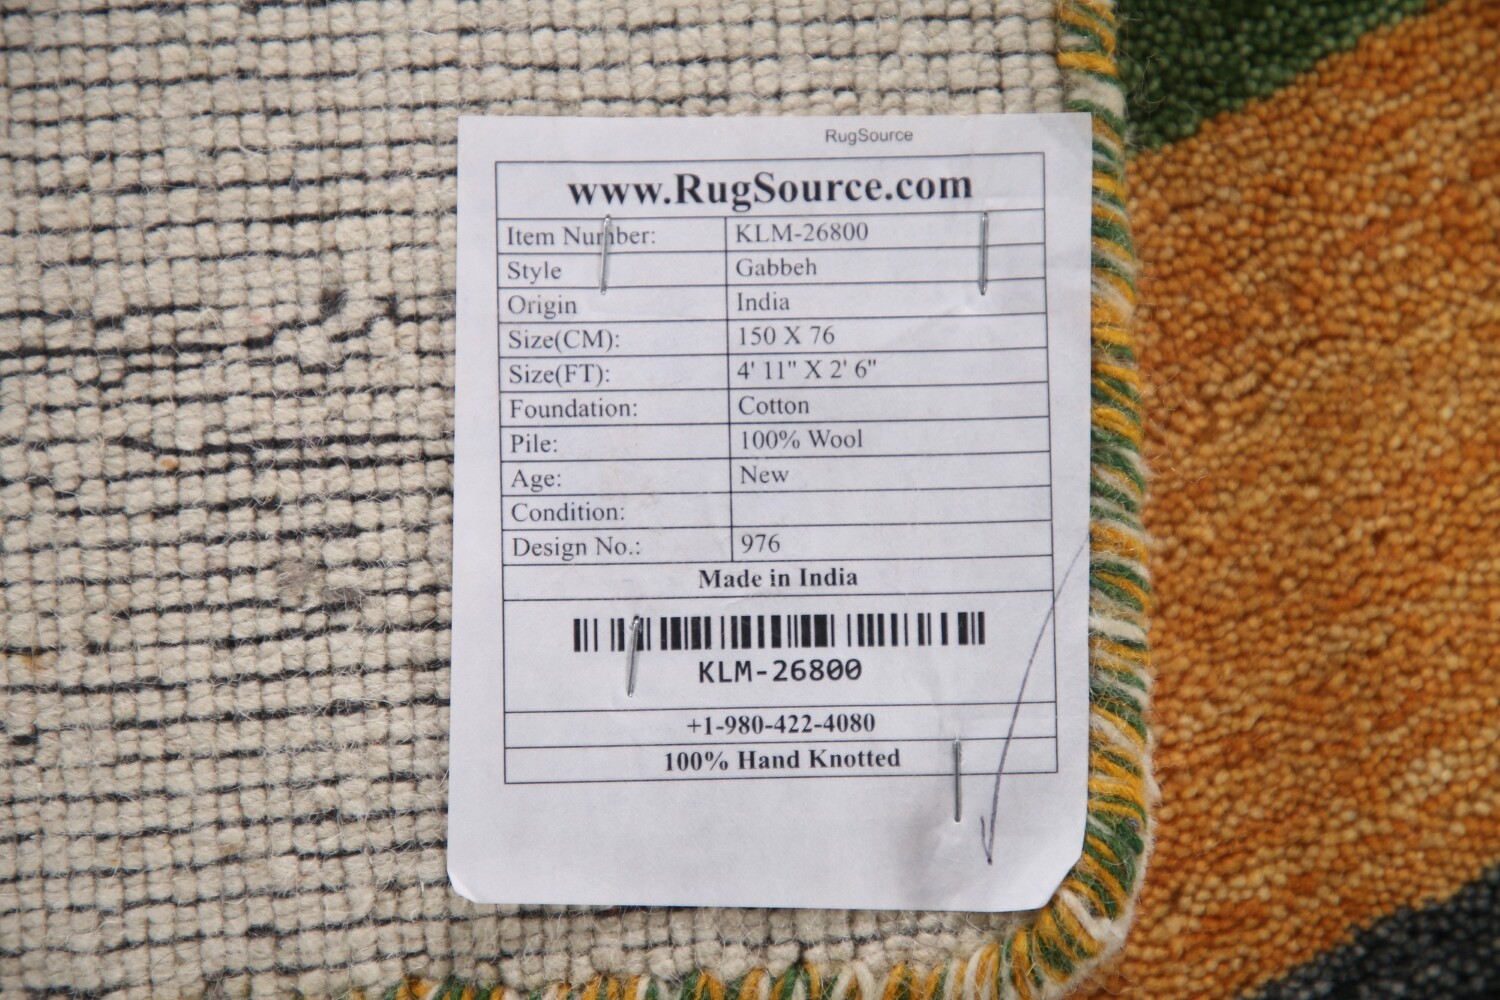 RugSource
www.RugSource.com
Item Number: KLM-26800
Style Gabbeh
Origin India
Size(CM): 150 X 76
Size(FT): 4' 11" X 2' 6"
Foundation: Cotton
Pile: 100% Wool
Age: New
Condition:
Design No.: 976
Made in India
KLM-26800
+1-980-422-4080
100% Hand Knotted